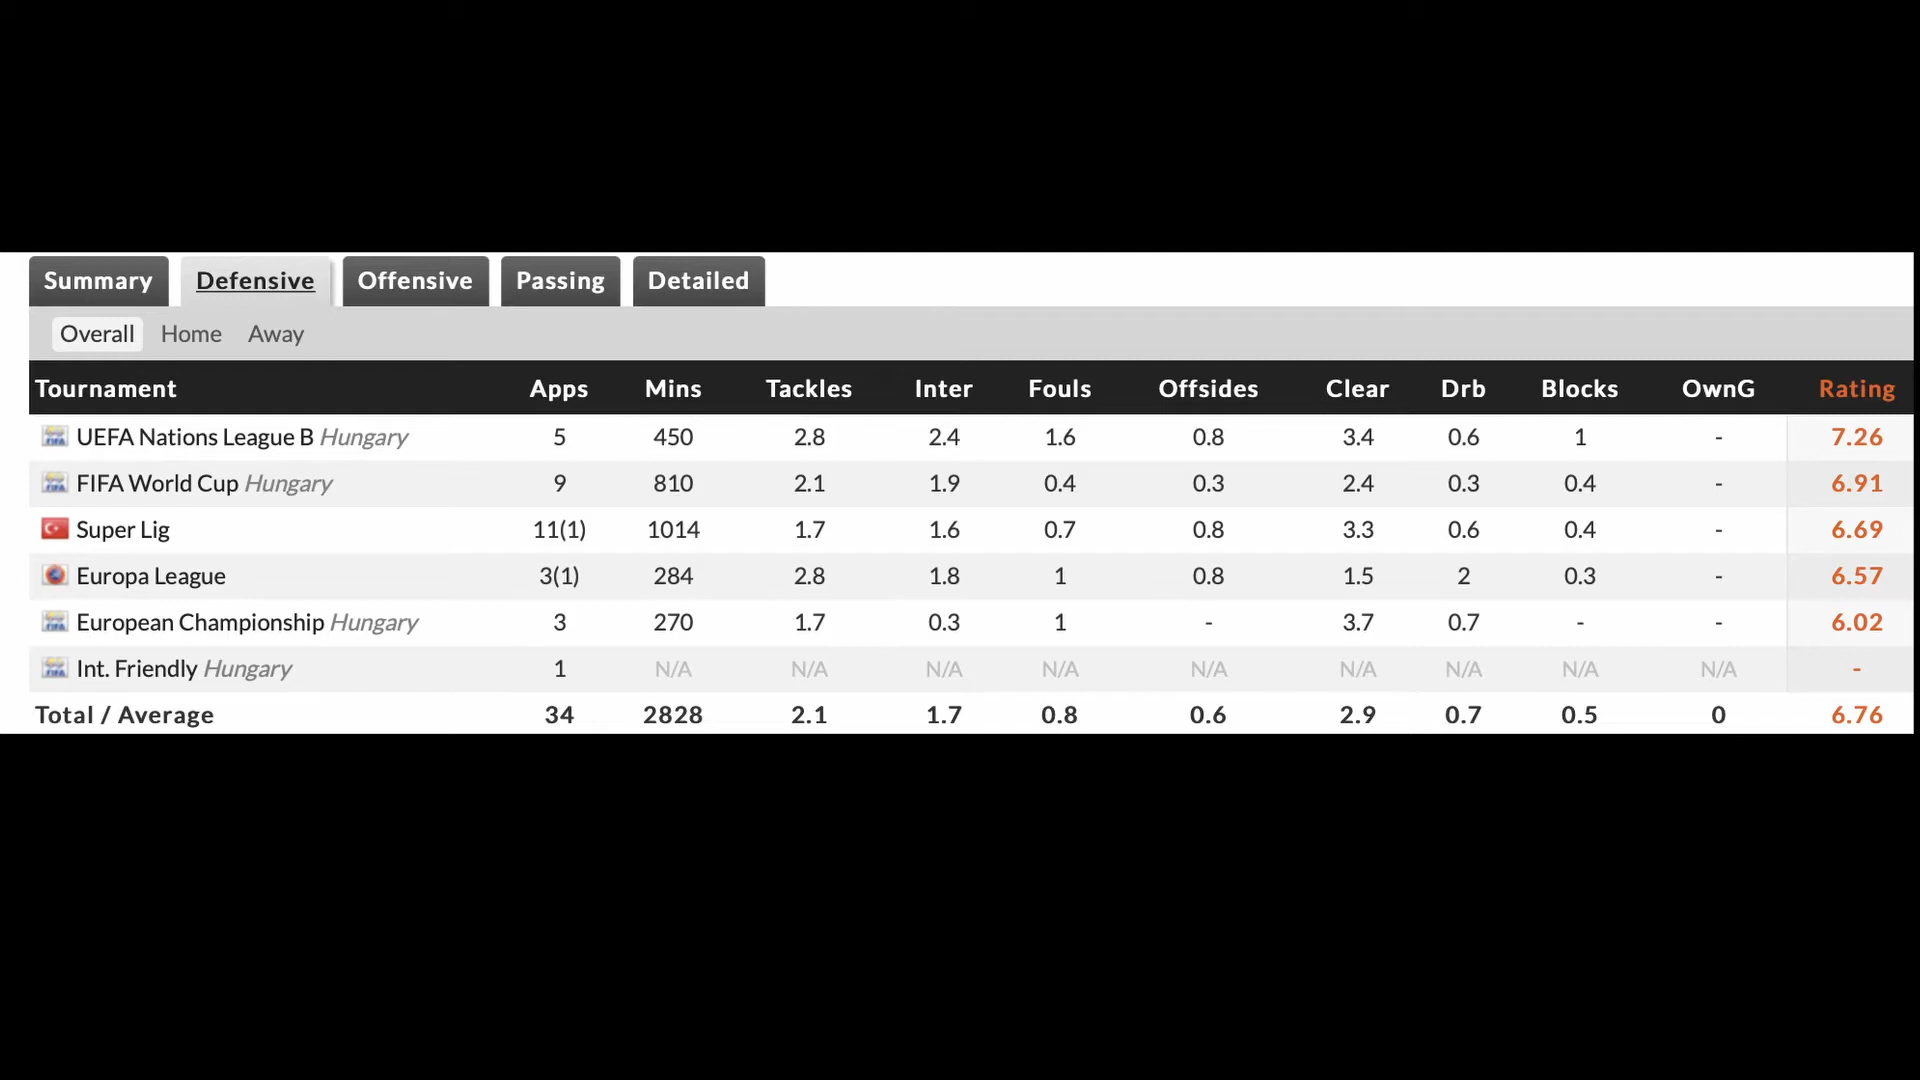 Summary Defensive Offensive Passing Detailed
Overall Home Away
Tournament Apps Mins Tackles Inter Fouls Offsides Clear Drb Blocks OwnG Rating
UEFA Nations League B Hungary 5 450 2.8 2.4 1.6 0.8 3.4 0.6 1 - 7.26
FIFA World Cup Hungary 9 810 2.1 1.9 0.4 0.3 2.4 0.3 0.4 - 6.91
Super Lig 11(1) 1014 1.7 1.6 0.7 0.8 3.3 0.6 0.4 - 6.69
Europa League 3(1) 284 2.8 1.8 1 0.8 1.5 2 0.3 - 6.57
European Championship Hungary 3 270 1.7 0.3 1 - 3.7 0.7 - - 6.02
Int. Friendly Hungary 1 N/A N/A N/A N/A N/A N/A N/A N/A N/A -
Total / Average 34 2828 2.1 1.7 0.8 0.6 2.9 0.7 0.5 0 6.76